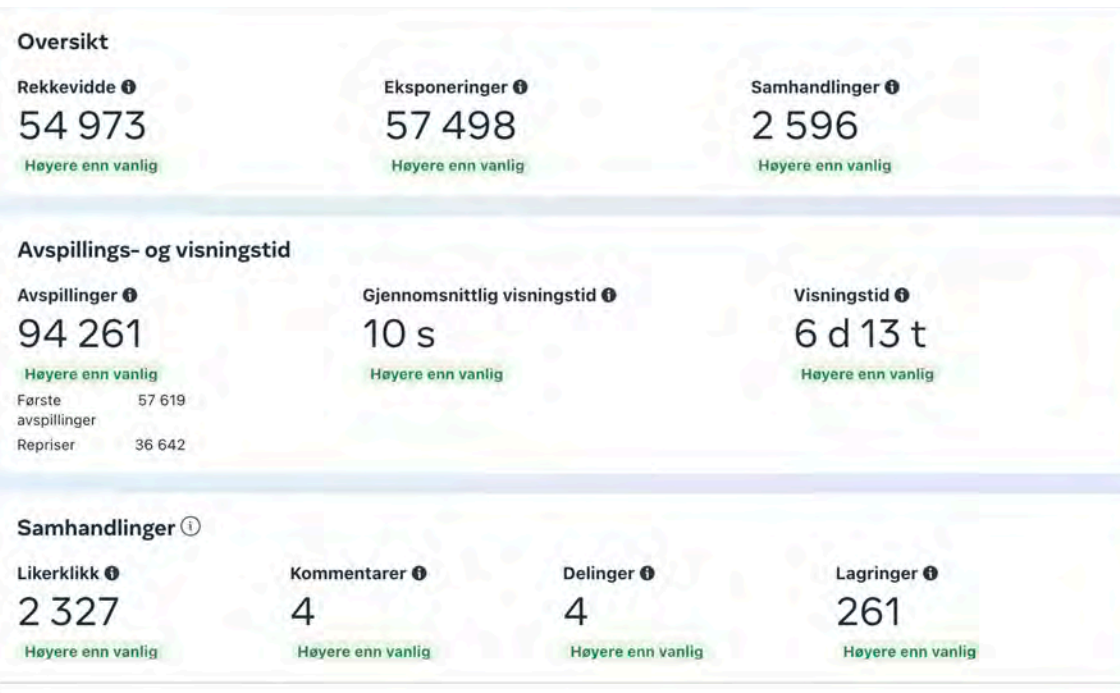 Oversikt
Rekkevidde
Eksponeringer
Samhandlinger
54 973
57 498
2 596
Høyere enn vanlig
Høyere enn vanlig
Høyere enn vanlig
Avspillings- og visningstid
Avspillinger
Gjennomsnittlig visningstid
Visningstid
94 261
10 s
6 d 13 t
Høyere enn vanlig
Høyere enn vanlig
Høyere enn vanlig
Første
avspillinger
57 619
Repriser
36 642
Samhandlinger
Likerklikk
Kommentarer
Delinger
Lagringer
2 327
4
4
261
Høyere enn vanlig
Høyere enn vanlig
Høyere enn vanlig
Høyere enn vanlig